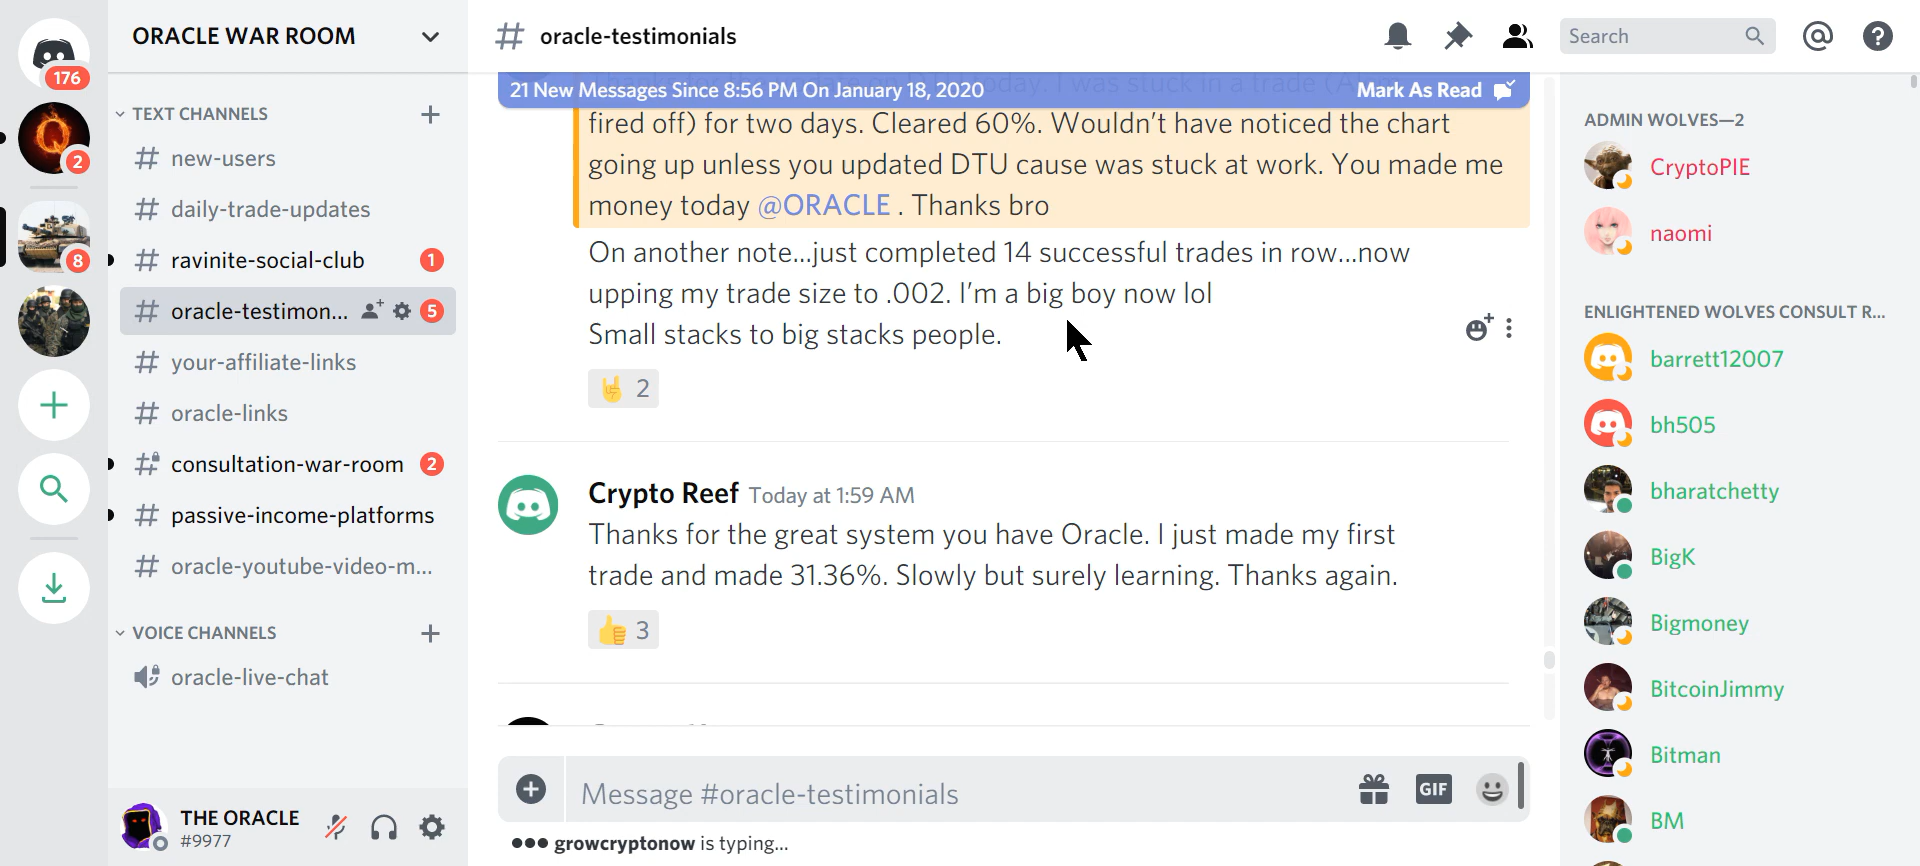 176
2
8
ORACLE WAR ROOM
TEXT CHANNELS
new-users
daily-trade-updates
ravinite-social-club 1
oracle-testimon... 5
your-affiliate-links
oracle-links
consultation-war-room 2
passive-income-platforms
oracle-youtube-video-m...
VOICE CHANNELS
oracle-live-chat
THE ORACLE
#9977
# oracle-testimonials
Search
21 New Messages Since 8:56 PM On January 18, 2020 Mark As Read
fired off) for two days. Cleared 60%. Wouldn't have noticed the chart
going up unless you updated DTU cause was stuck at work. You made me
money today @ORACLE . Thanks bro
On another note...just completed 14 successful trades in row...now
upping my trade size to .002. I'm a big boy now lol
Small stacks to big stacks people.
2
Crypto Reef Today at 1:59 AM
Thanks for the great system you have Oracle. I just made my first
trade and made 31.36%. Slowly but surely learning. Thanks again.
3
Message #oracle-testimonials
GIF
growcryptonow is typing...
ADMIN WOLVES—2
CryptoPIE
naomi
ENLIGHTENED WOLVES CONSULT R...
barrett12007
bh505
bharatchetty
BigK
Bigmoney
BitcoinJimmy
Bitman
BM